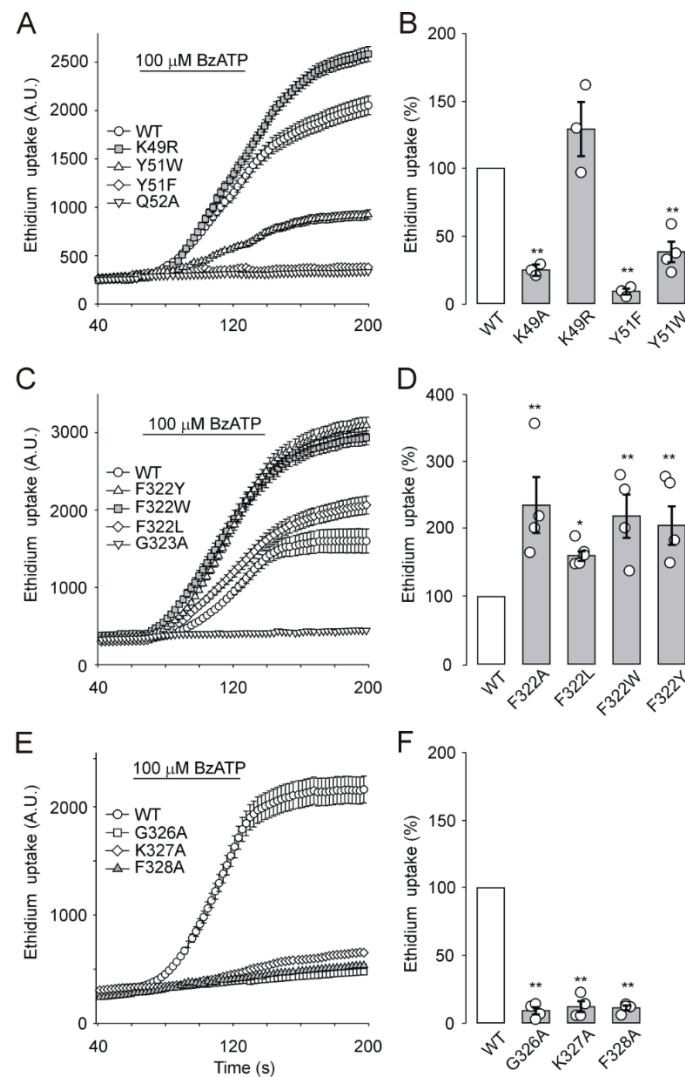 A
100 µM BzATP
Ethidium uptake (A.U.)
2500
2000
1500
1000
500
0
WT
K49R
Y51W
Y51F
Q52A
40
120
200
B
Ethidium uptake (%)
200
150
100
50
0
**
**
**
WT
K49A
K49R
Y51F
Y51W
C
100 µM BzATP
Ethidium uptake (A.U.)
3000
2000
1000
0
WT
F322Y
F322W
F322L
G323A
40
120
200
D
Ethidium uptake (%)
400
300
200
100
0
**
*
**
**
WT
F322A
F322L
F322W
F322Y
E
100 µM BzATP
Ethidium uptake (A.U.)
2000
1000
0
WT
G326A
K327A
F328A
40
120
200
Time (s)
F
Ethidium uptake (%)
200
150
100
50
0
**
**
**
WT
G326A
K327A
F328A